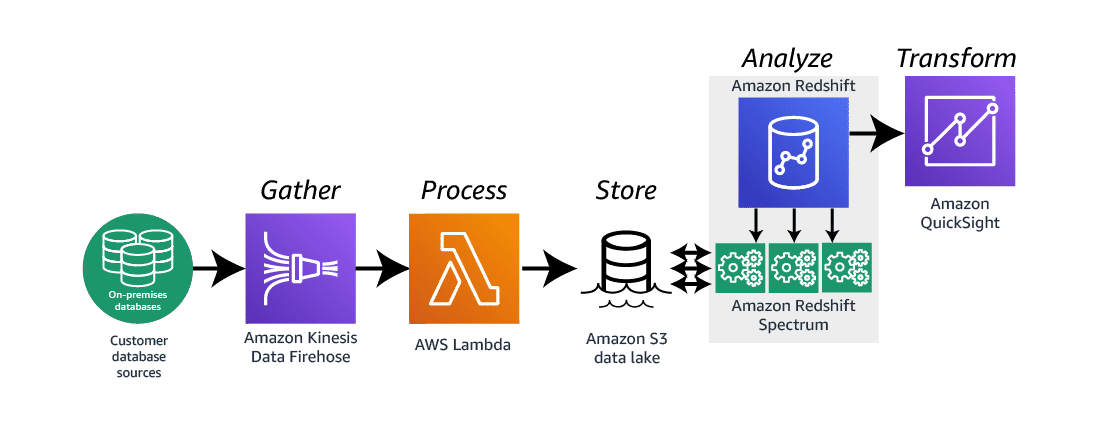 Analyze
Transform
Amazon Redshift
Gather
Process
Store
Amazon
QuickSight
On-premises
databases
Customer
database
sources
Amazon Kinesis
Data Firehose
AWS Lambda
Amazon S3
data lake
Amazon Redshift
Spectrum